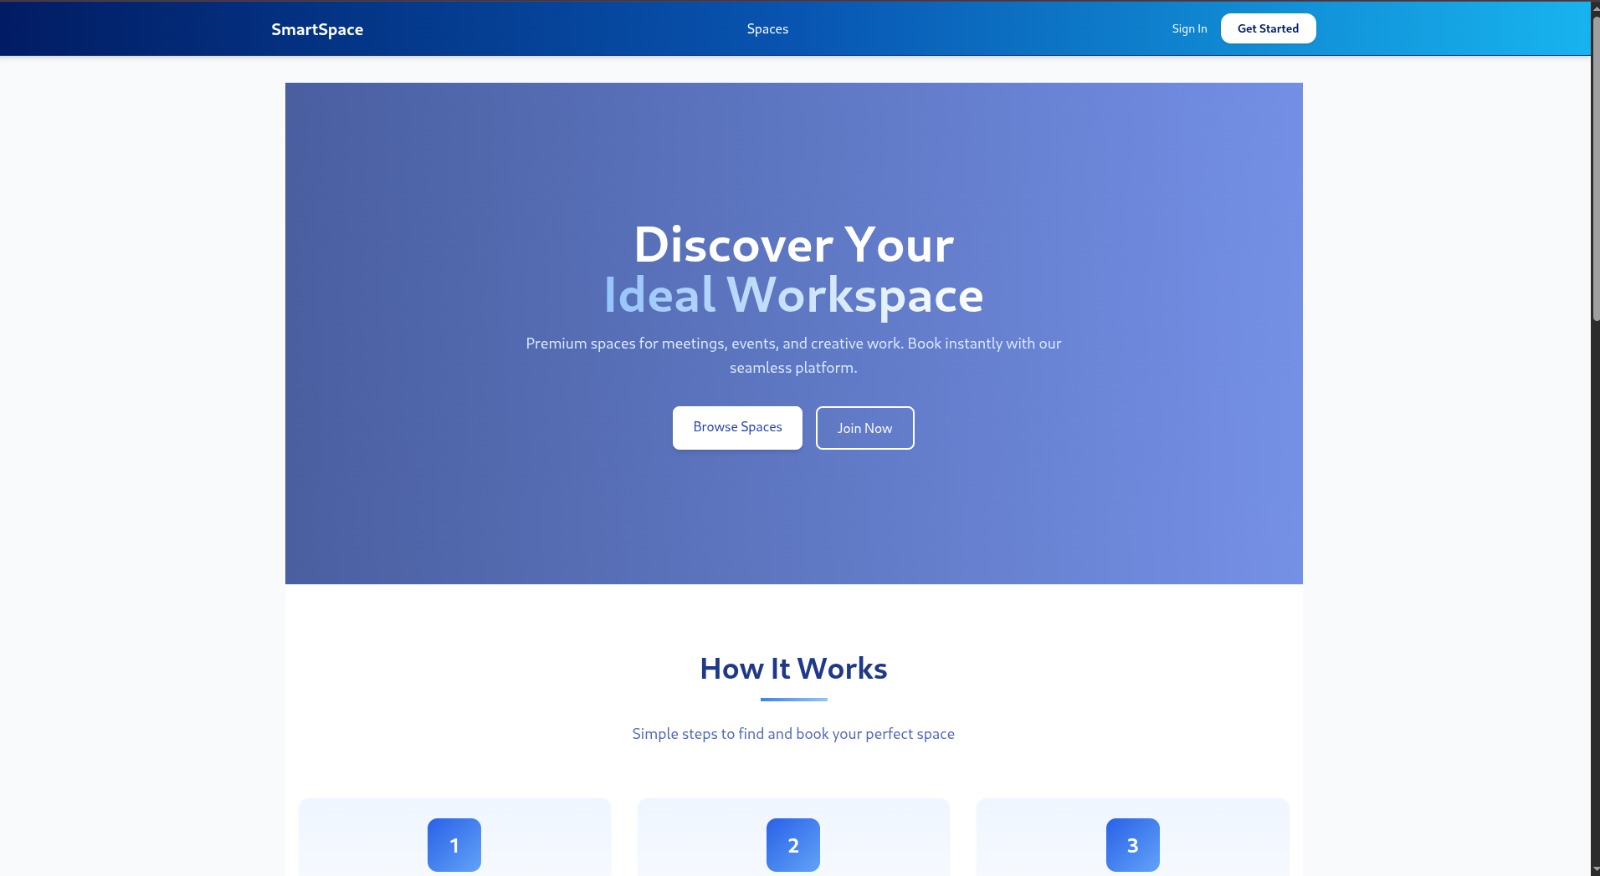 SmartSpace
Spaces
Sign In
Get Started
Discover Your
Ideal Workspace
Premium spaces for meetings, events, and creative work. Book instantly with our
seamless platform.
Browse Spaces
Join Now
How It Works
Simple steps to find and book your perfect space
1
2
3